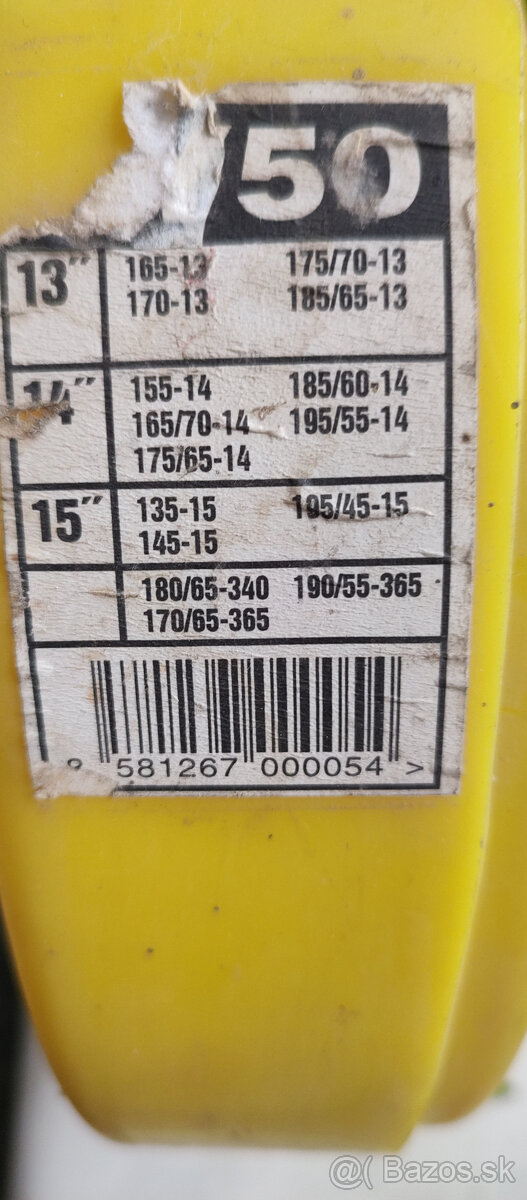 /50
13" 165-13 175/70-13
170-13 185/65-13
14" 155-14 185/60-14
165/70-14 195/55-14
175/65-14
15" 135-15 195/45-15
145-15
180/65-340 190/55-365
170/65-365
581267 000054 >
@ Bazos.sk